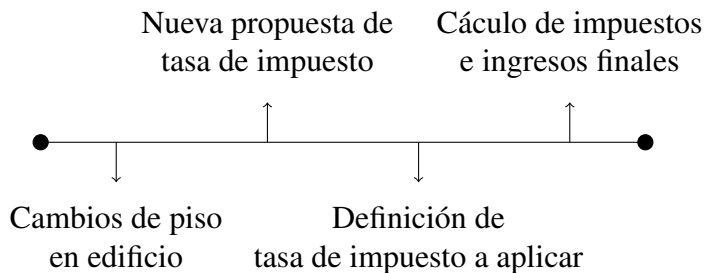 Nueva propuesta de
tasa de impuesto
Cáculo de impuestos
e ingresos finales
Cambios de piso
en edificio
Definición de
tasa de impuesto a aplicar